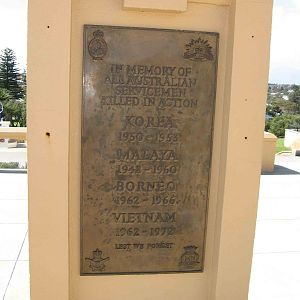 IN MEMORY OF
ALL AUSTRALIAN
SERVICEMEN
KILLED IN ACTION
KOREA
1950 - 1953
MALAYA
1948 - 1960
BORNEO
1962 - 1966
VIETNAM
1962 - 1972
LEST WE FORGET